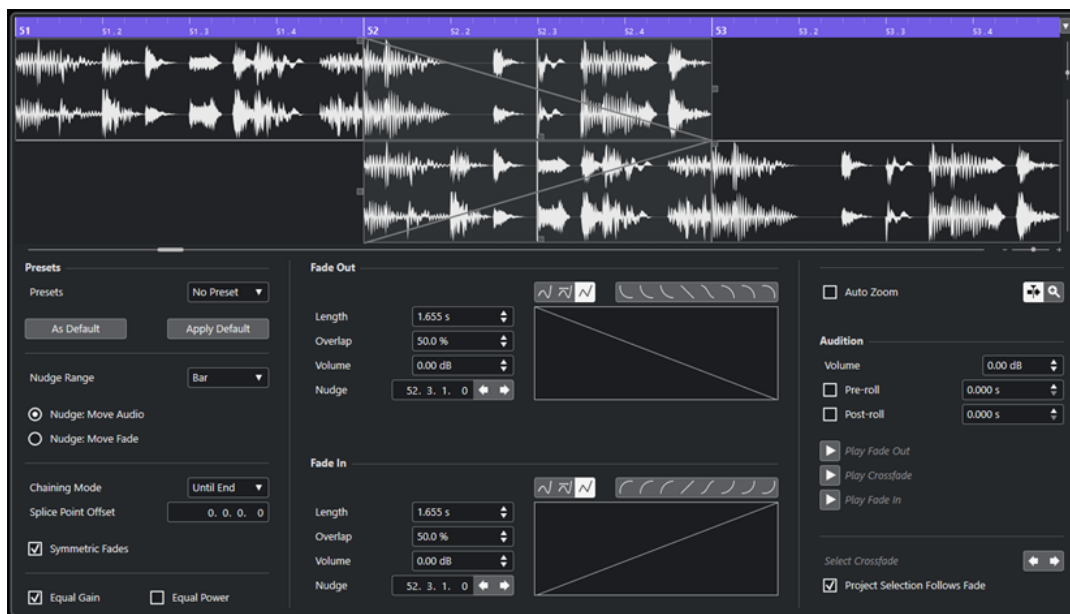 51 51.2 51.3 51.4 52 52.2 52.3 52.4 53 53.2 53.3 53.4
Presets
Presets No Preset
As Default Apply Default
Nudge Range Bar
Nudge: Move Audio
Nudge: Move Fade
Chaining Mode Until End
Splice Point Offset 0. 0. 0. 0
Symmetric Fades
Equal Gain Equal Power
Fade Out
Length 1.655 s
Overlap 50.0 %
Volume 0.00 dB
Nudge 52. 3. 1. 0
Fade In
Length 1.655 s
Overlap 50.0 %
Volume 0.00 dB
Nudge 52. 3. 1. 0
Auto Zoom
Audition
Volume 0.00 dB
Pre-roll 0.000 s
Post-roll 0.000 s
Play Fade Out
Play Crossfade
Play Fade In
Select Crossfade
Project Selection Follows Fade